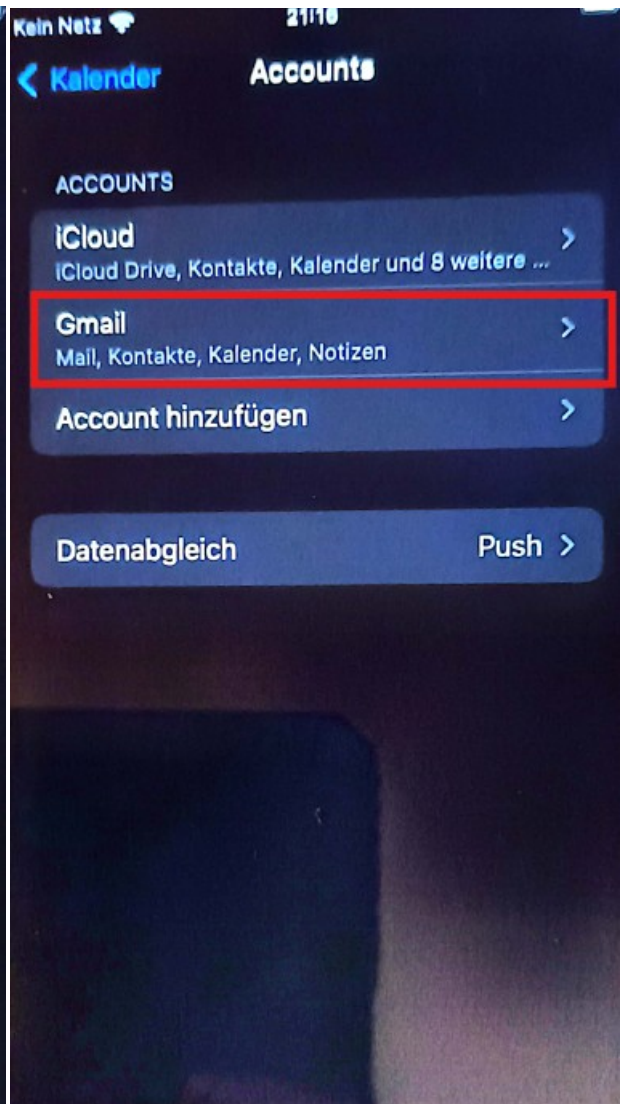 Kein Netz
21:16
Kalender
Accounts
ACCOUNTS
iCloud
iCloud Drive, Kontakte, Kalender und 8 weitere ...
Gmail
Mail, Kontakte, Kalender, Notizen
Account hinzufügen
Datenabgleich
Push